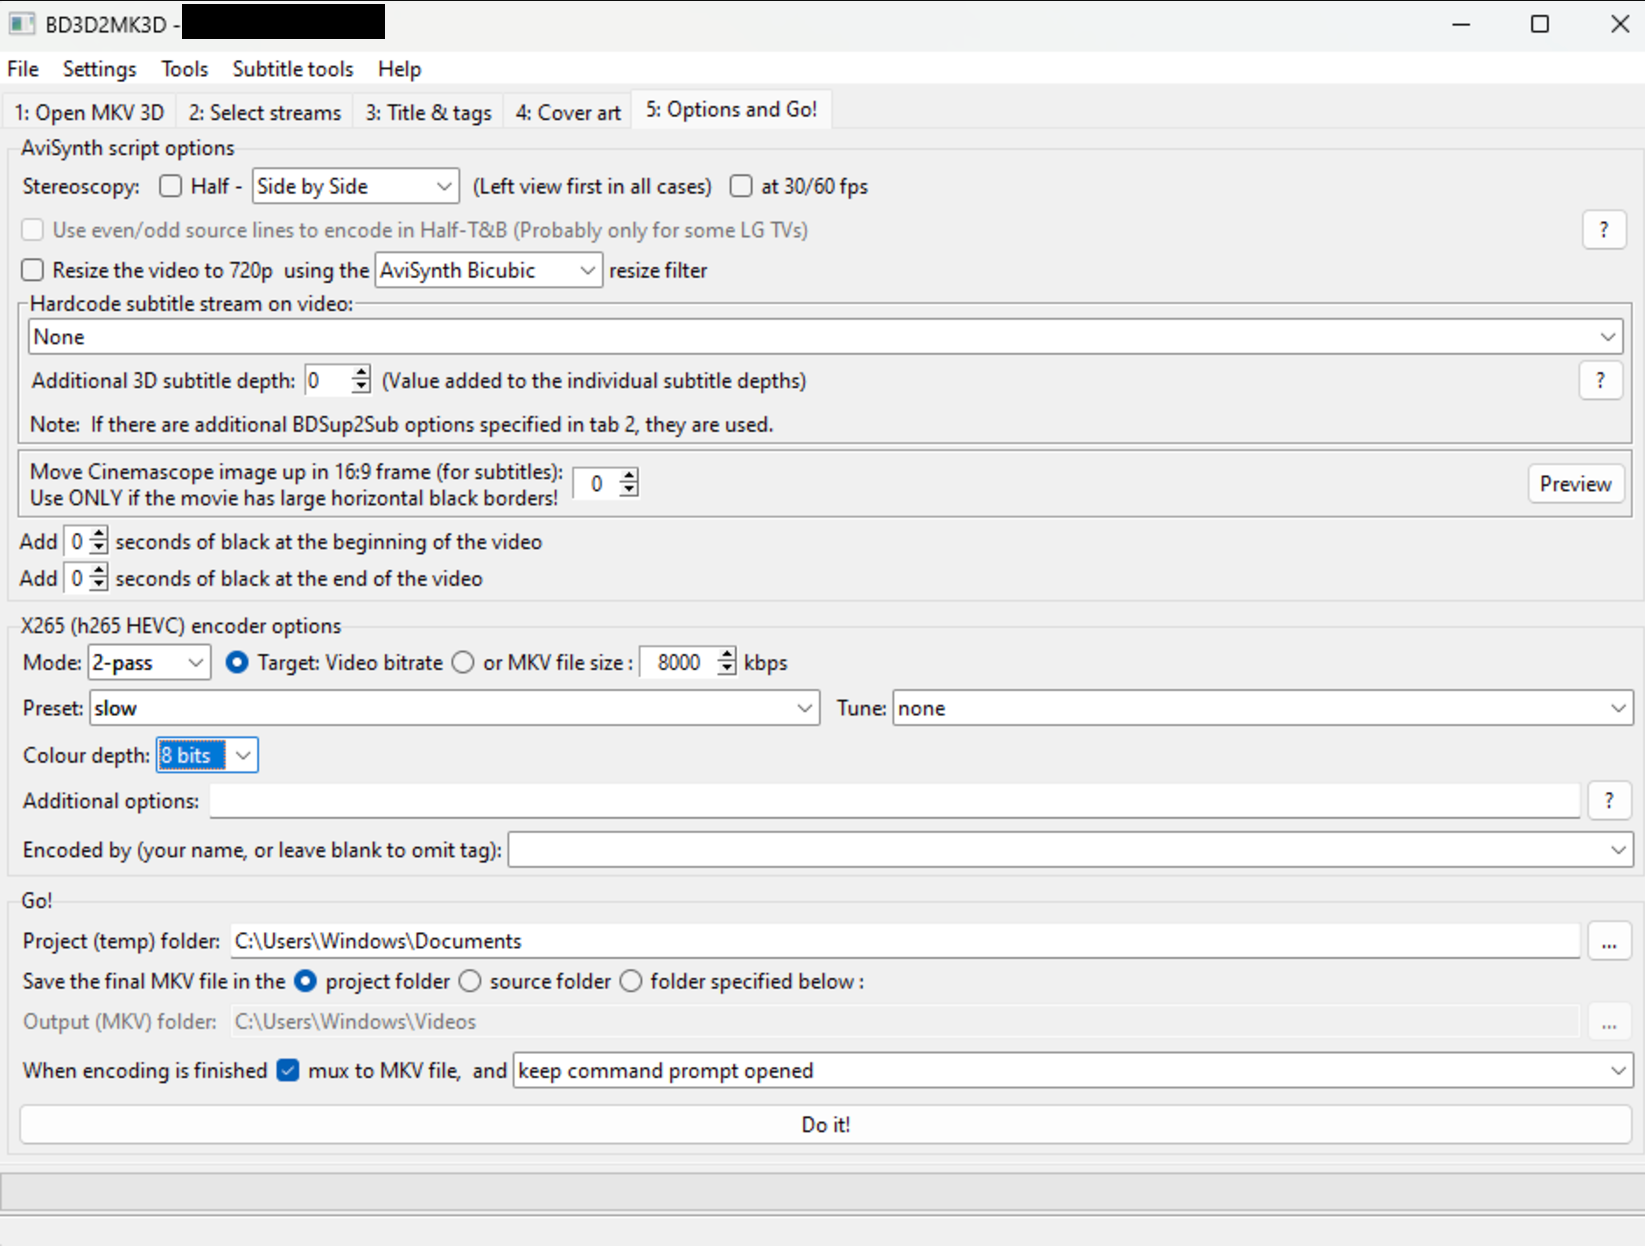 BD3D2MK3D -
File Settings Tools Subtitle tools Help
1: Open MKV 3D 2: Select streams 3: Title & tags 4: Cover art 5: Options and Go!
AviSynth script options
Stereoscopy: Half - Side by Side (Left view first in all cases) at 30/60 fps
Use even/odd source lines to encode in Half-T&B (Probably only for some LG TVs) ?
Resize the video to 720p using the AviSynth Bicubic resize filter
Hardcode subtitle stream on video:
None
Additional 3D subtitle depth: 0 (Value added to the individual subtitle depths) ?
Note: If there are additional BDSup2Sub options specified in tab 2, they are used.
Move Cinemascope image up in 16:9 frame (for subtitles): 0 Preview
Use ONLY if the movie has large horizontal black borders!
Add 0 seconds of black at the beginning of the video
Add 0 seconds of black at the end of the video
X265 (h265 HEVC) encoder options
Mode: 2-pass Target: Video bitrate or MKV file size : 8000 kbps
Preset: slow Tune: none
Colour depth: 8 bits
Additional options: ?
Encoded by (your name, or leave blank to omit tag):
Go!
Project (temp) folder: C:\Users\Windows\Documents ...
Save the final MKV file in the project folder source folder folder specified below :
Output (MKV) folder: C:\Users\Windows\Videos ...
When encoding is finished mux to MKV file, and keep command prompt opened
Do it!